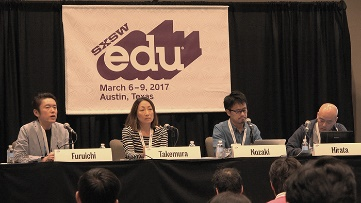 SXSW
edu
March 6–9, 2017
Austin, Texas
Furuichi
Takemura
Kozaki
Hirata